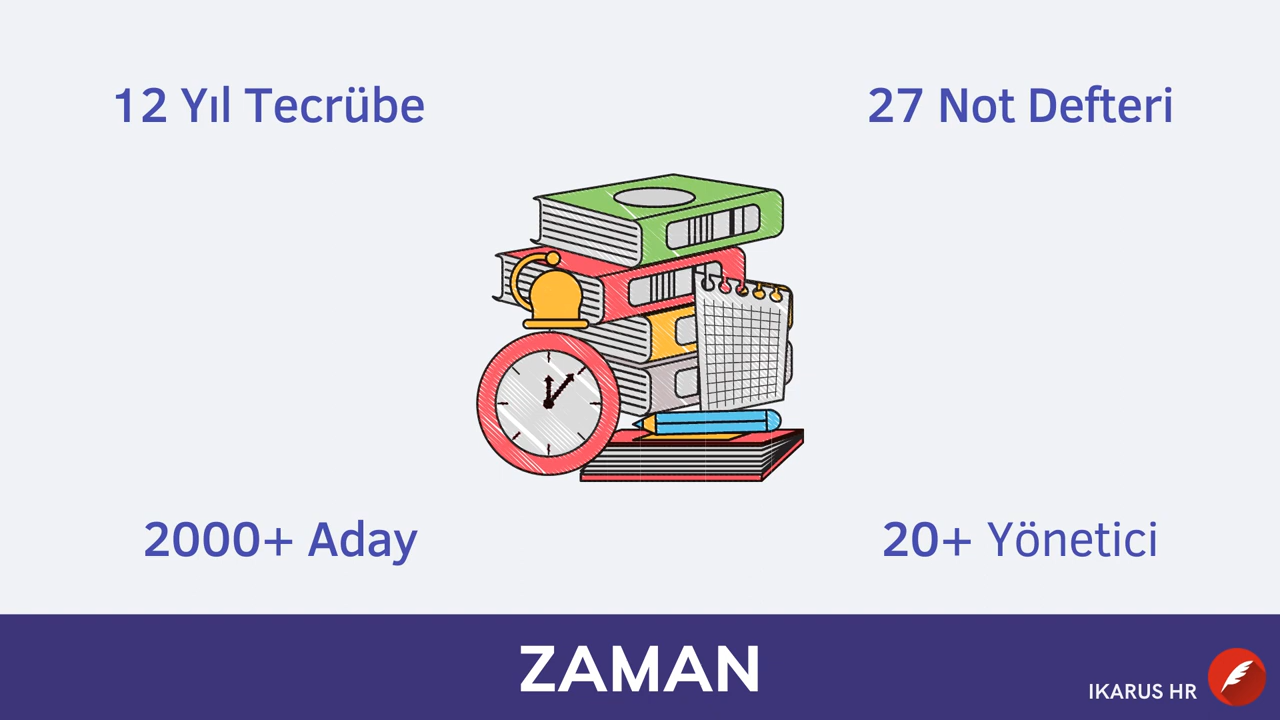 12 Yıl Tecrübe
27 Not Defteri
2000+ Aday
20+ Yönetici
ZAMAN
IKARUS HR